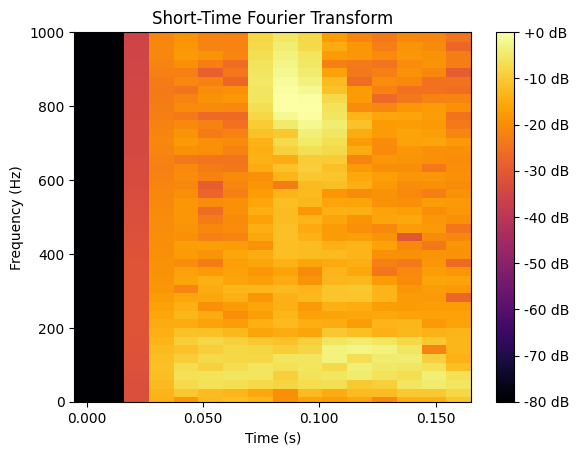 Short-Time Fourier Transform
1000
800
600
400
200
0
Frequency (Hz)
0.000
0.050
0.100
0.150
Time (s)
+0 dB
-10 dB
-20 dB
-30 dB
-40 dB
-50 dB
-60 dB
-70 dB
-80 dB